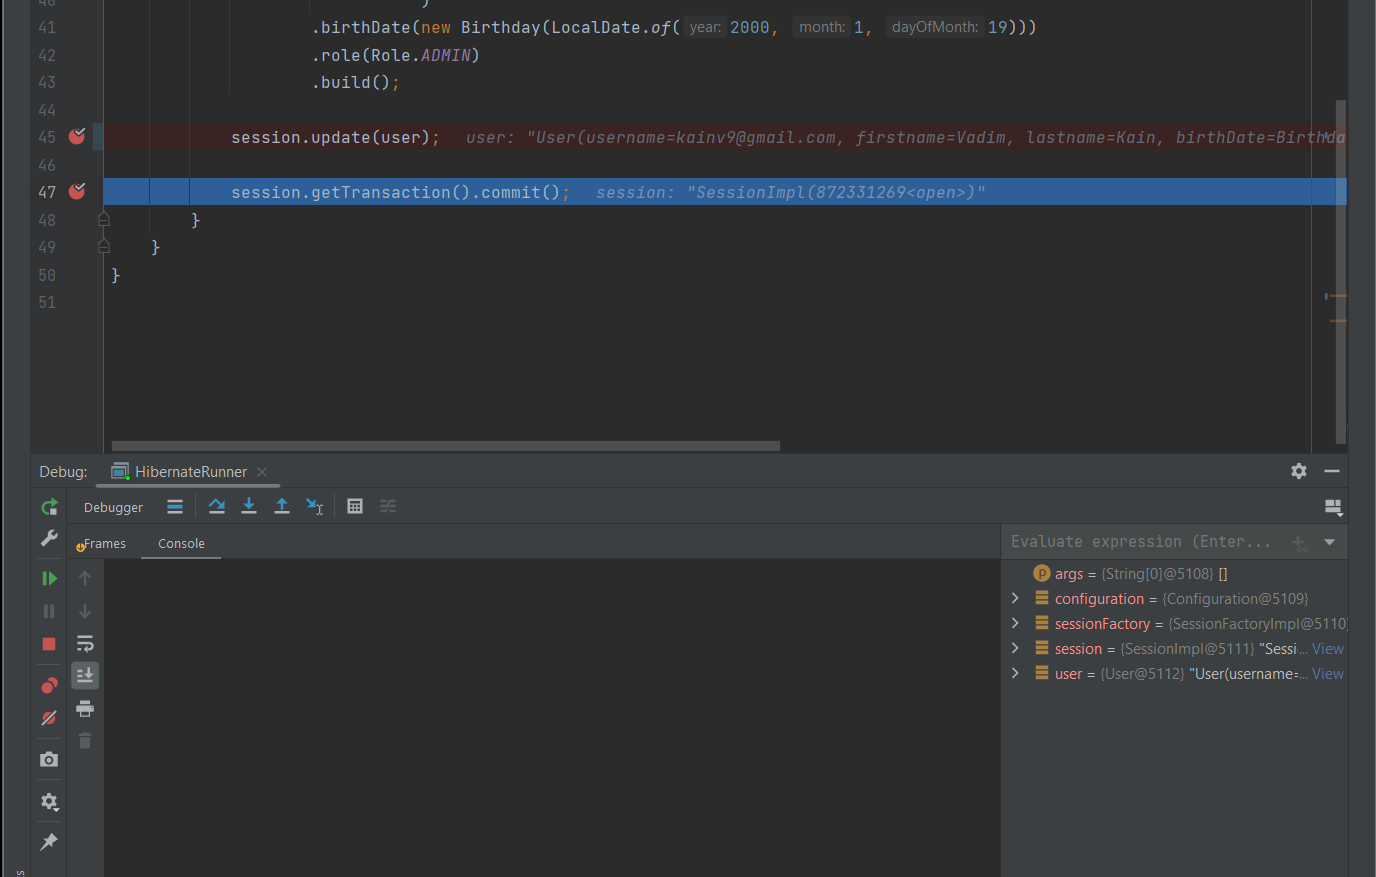 40 )
41 .birthDate(new Birthday(LocalDate.of( year: 2000, month: 1, dayOfMonth: 19)))
42 .role(Role.ADMIN)
43 .build();
44
45 session.update(user); user: "User(username=kainv9@gmail.com, firstname=Vadim, lastname=Kain, birthDate=Birthda
46
47 session.getTransaction().commit(); session: "SessionImpl(872331269<open>)"
48 }
49 }
50 }
51
Debug: HibernateRunner
Debugger
Frames Console
Evaluate expression (Enter...
args = {String[0]@5108} []
configuration = {Configuration@5109}
sessionFactory = {SessionFactoryImpl@5110}
session = {SessionImpl@5111} "Sessi... View
user = {User@5112} "User(username=... View
s